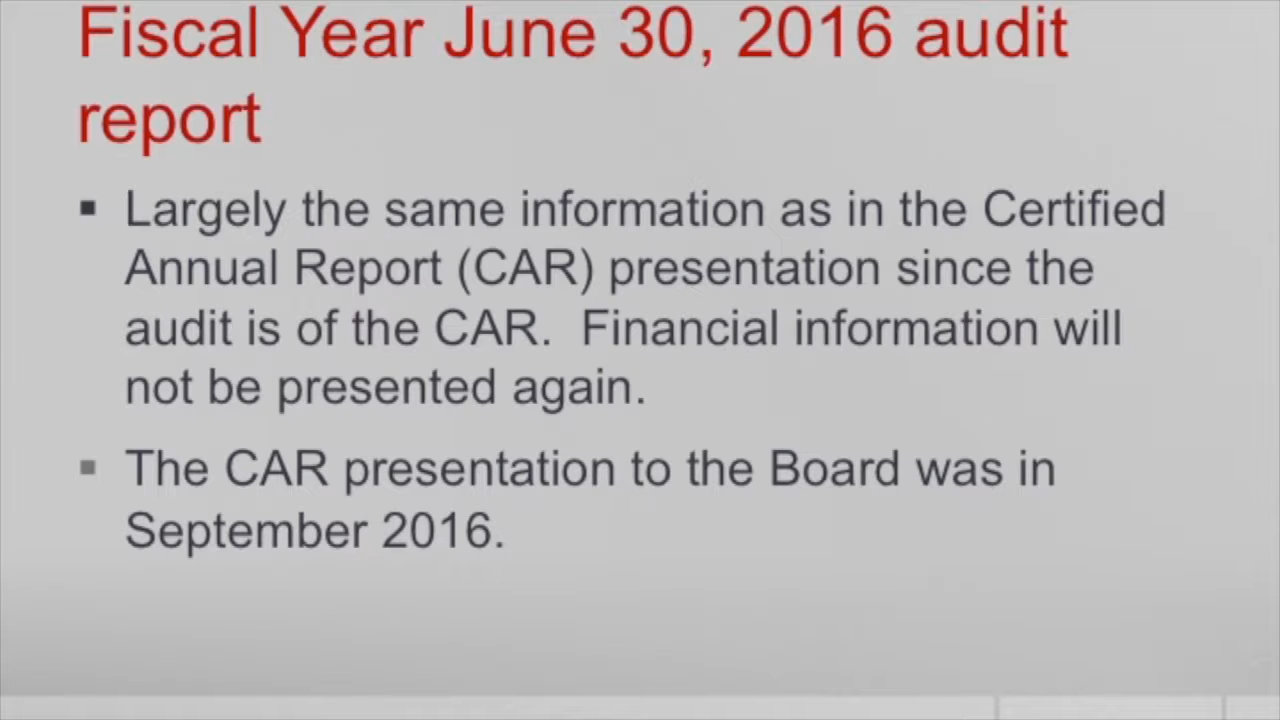 Fiscal Year June 30, 2016 audit
report
▪ Largely the same information as in the Certified
Annual Report (CAR) presentation since the
audit is of the CAR.  Financial information will
not be presented again.
▪ The CAR presentation to the Board was in
September 2016.